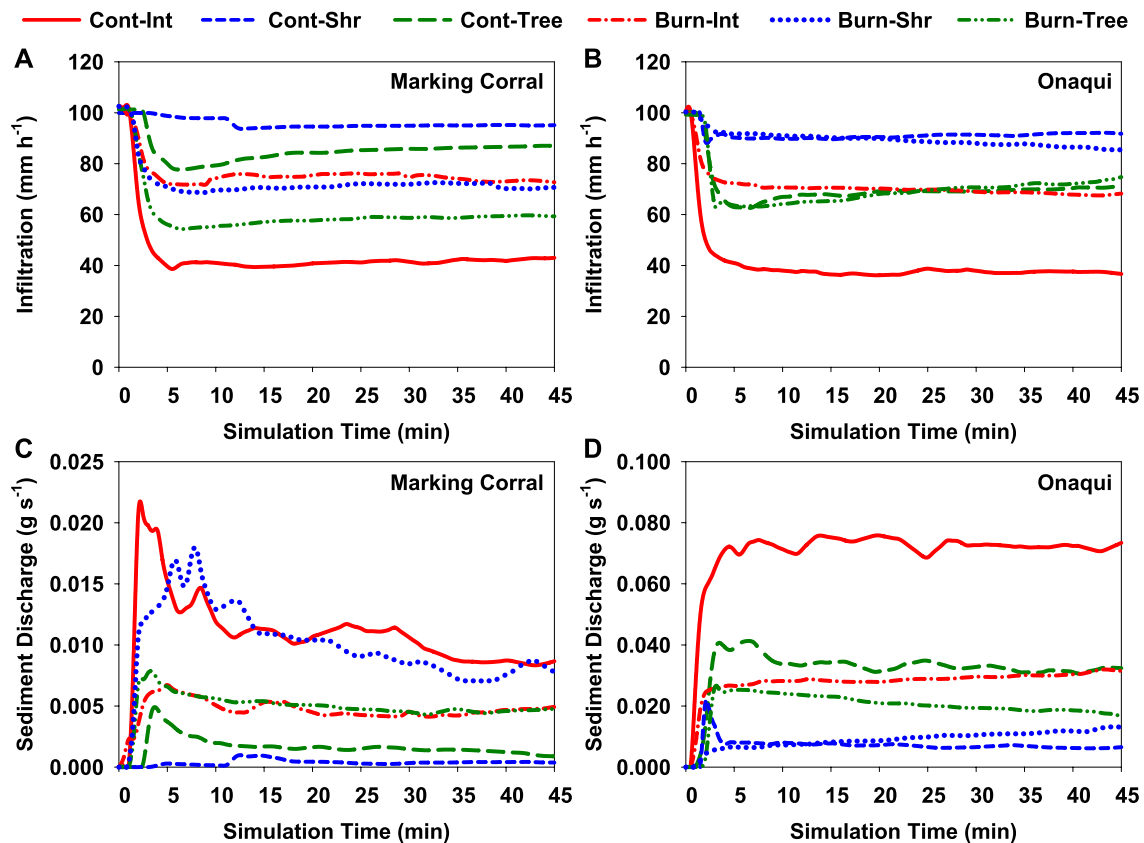 Cont-Int Cont-Shr Cont-Tree Burn-Int Burn-Shr Burn-Tree
A
Marking Corral
Infiltration (mm h⁻¹)
120
100
80
60
40
20
0
0 5 10 15 20 25 30 35 40 45
Simulation Time (min)
B
Onaqui
Infiltration (mm h⁻¹)
120
100
80
60
40
20
0
0 5 10 15 20 25 30 35 40 45
Simulation Time (min)
C
Marking Corral
Sediment Discharge (g s⁻¹)
0.025
0.020
0.015
0.010
0.005
0.000
0 5 10 15 20 25 30 35 40 45
Simulation Time (min)
D
Onaqui
Sediment Discharge (g s⁻¹)
0.100
0.080
0.060
0.040
0.020
0.000
0 5 10 15 20 25 30 35 40 45
Simulation Time (min)